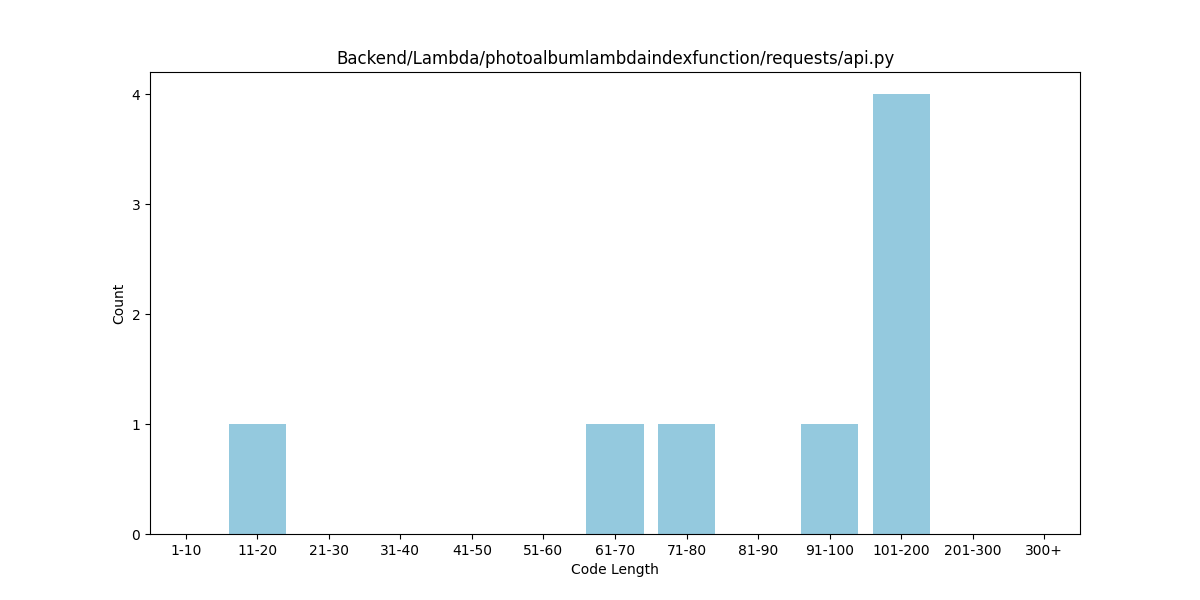 Backend/Lambda/photoalbumlambdaindexfunction/requests/api.py
4
3
2
1
0
Count
1-10 11-20 21-30 31-40 41-50 51-60 61-70 71-80 81-90 91-100 101-200 201-300 300+
Code Length